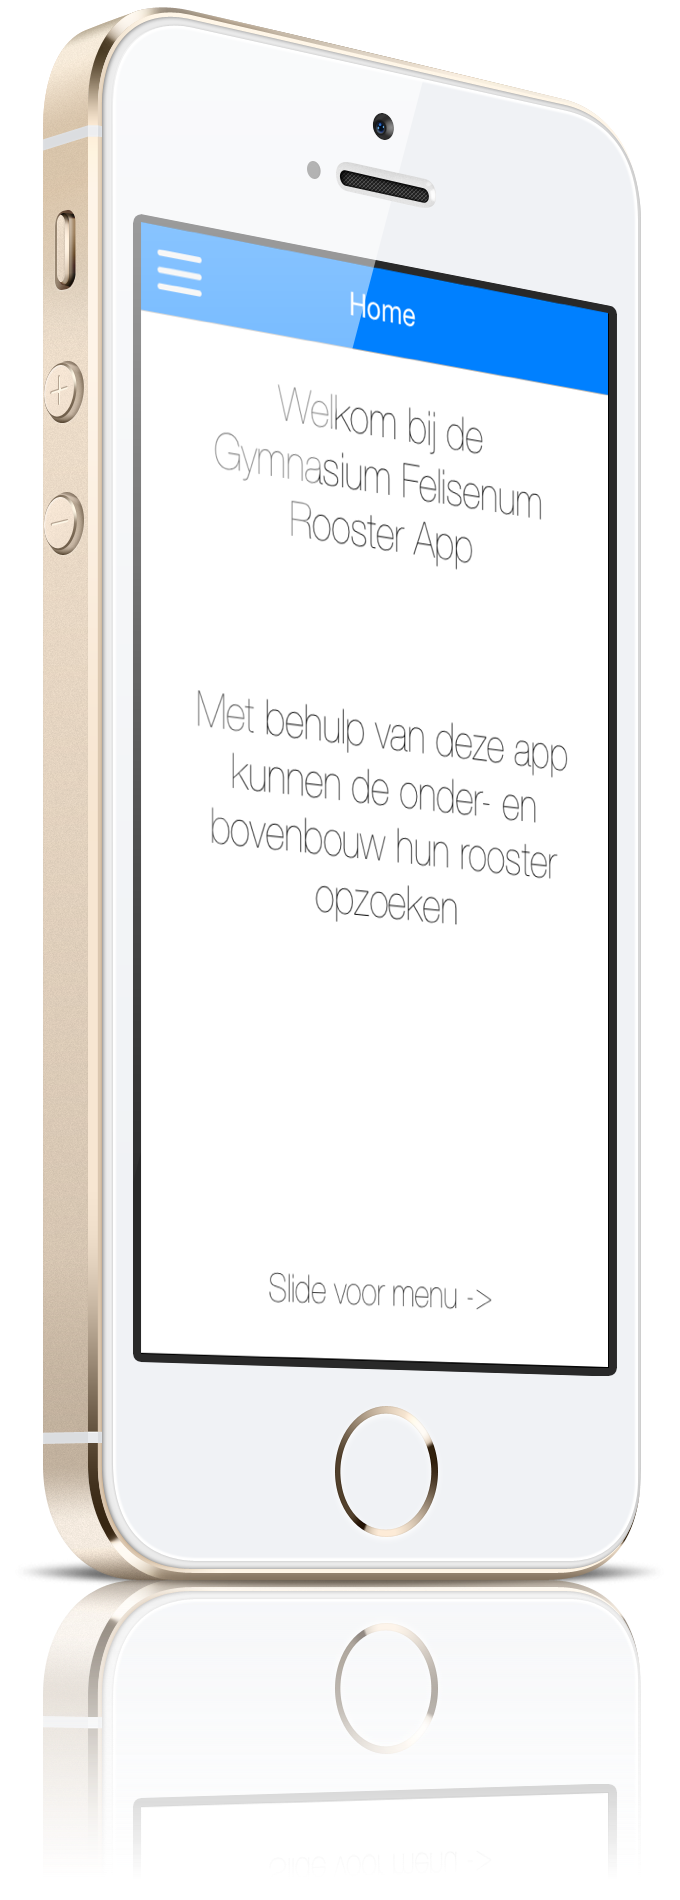 Home
Welkom bij de
Gymnasium Felisenum
Rooster App
Met behulp van deze app
kunnen de onder- en
bovenbouw hun rooster
opzoeken
Slide voor menu ->